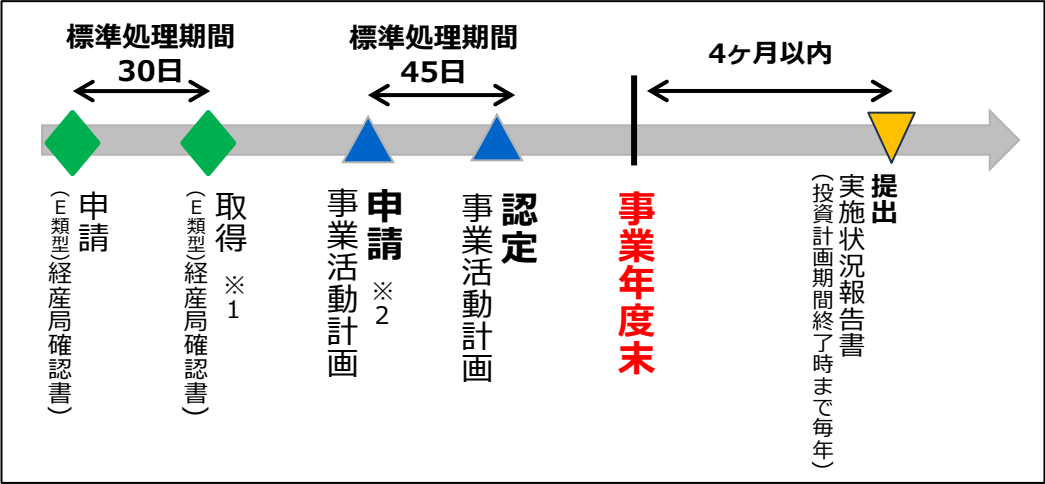 標準処理期間
30日
標準処理期間
45日
4ヶ月以内
申請
(E類型)経産局確認書)
取得 ※1
(E類型)経産局確認書)
申請 ※2
事業活動計画
認定
事業活動計画
事業年度末
提出
実施状況報告書
(投資計画期間終了時まで毎年)